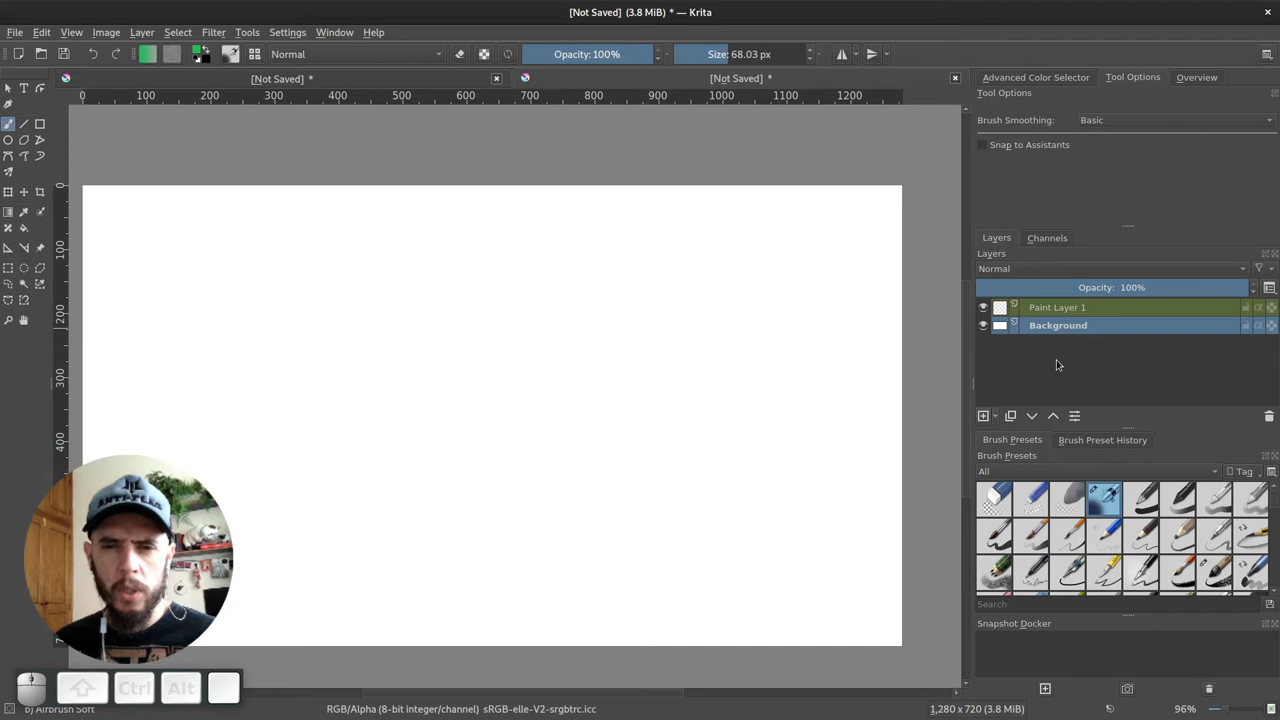 [Not Saved] (3.8 MiB) * — Krita
File Edit View Image Layer Select Filter Tools Settings Window Help
Normal Opacity: 100% Size: 68.03 px
[Not Saved] * [Not Saved] *
0 100 200 300 400 500 600 700 800 900 1000 1100 1200
0
100
200
300
400
Advanced Color Selector Tool Options Overview
Tool Options
Brush Smoothing: Basic
Snap to Assistants
Layers Channels
Layers
Normal
Opacity: 100%
Paint Layer 1
Background
Brush Presets Brush Preset History
Brush Presets
All Tag
Search
Snapshot Docker
Ctrl Alt
b) Airbrush Soft RGB/Alpha (8-bit integer/channel) sRGB-elle-V2-srgbtrc.icc 1,280 x 720 (3.8 MiB) 96%